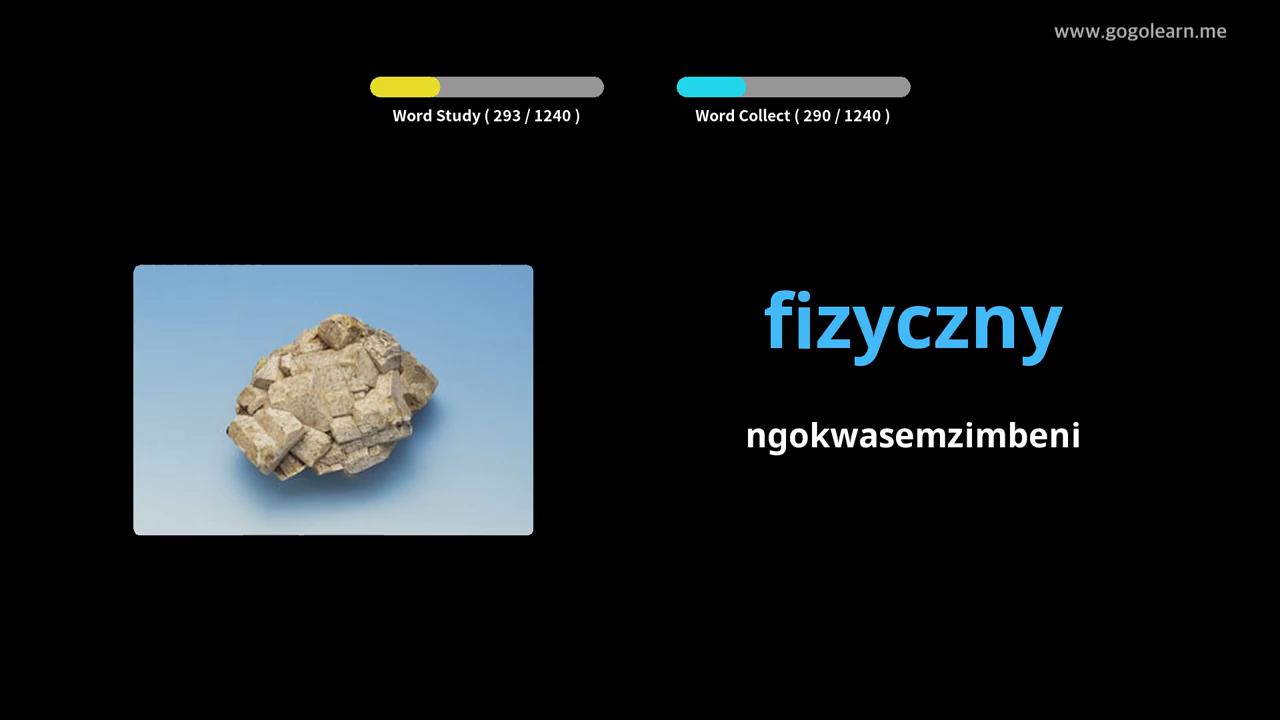 www.gogolearn.me
Word Study ( 293 / 1240 )
Word Collect ( 290 / 1240 )
fizyczny
ngokwasemzimbeni